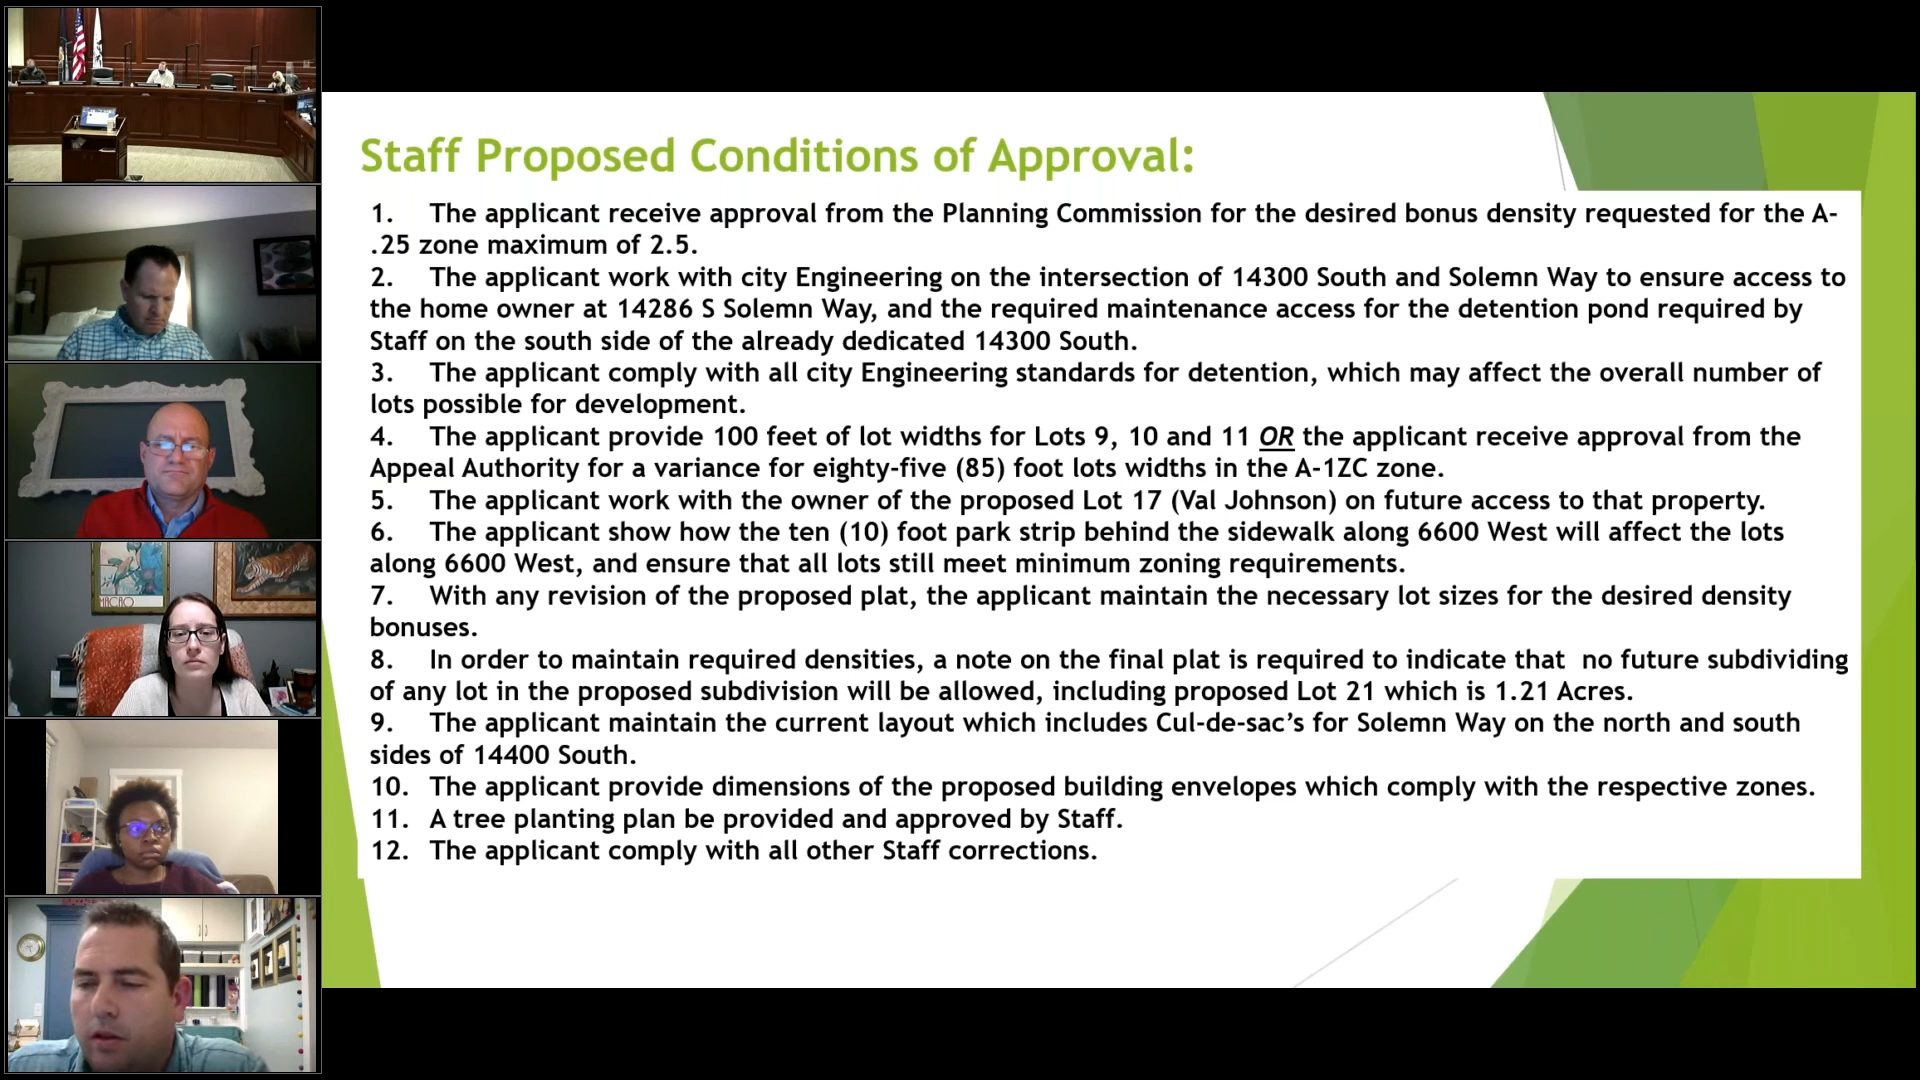 Staff Proposed Conditions of Approval:
1. The applicant receive approval from the Planning Commission for the desired bonus density requested for the A-
.25 zone maximum of 2.5.
2. The applicant work with city Engineering on the intersection of 14300 South and Solemn Way to ensure access to
the home owner at 14286 S Solemn Way, and the required maintenance access for the detention pond required by
Staff on the south side of the already dedicated 14300 South.
3. The applicant comply with all city Engineering standards for detention, which may affect the overall number of
lots possible for development.
4. The applicant provide 100 feet of lot widths for Lots 9, 10 and 11 OR the applicant receive approval from the
Appeal Authority for a variance for eighty-five (85) foot lots widths in the A-1ZC zone.
5. The applicant work with the owner of the proposed Lot 17 (Val Johnson) on future access to that property.
6. The applicant show how the ten (10) foot park strip behind the sidewalk along 6600 West will affect the lots
along 6600 West, and ensure that all lots still meet minimum zoning requirements.
7. With any revision of the proposed plat, the applicant maintain the necessary lot sizes for the desired density
bonuses.
8. In order to maintain required densities, a note on the final plat is required to indicate that  no future subdividing
of any lot in the proposed subdivision will be allowed, including proposed Lot 21 which is 1.21 Acres.
9. The applicant maintain the current layout which includes Cul-de-sac’s for Solemn Way on the north and south
sides of 14400 South.
10. The applicant provide dimensions of the proposed building envelopes which comply with the respective zones.
11. A tree planting plan be provided and approved by Staff.
12. The applicant comply with all other Staff corrections.
MACAO